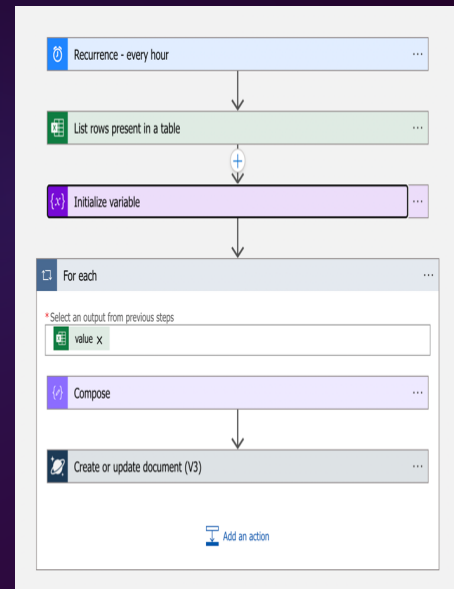 Recurrence - every hour
List rows present in a table
{x} Initialize variable
For each
*Select an output from previous steps
value x
Compose
Create or update document (V3)
Add an action